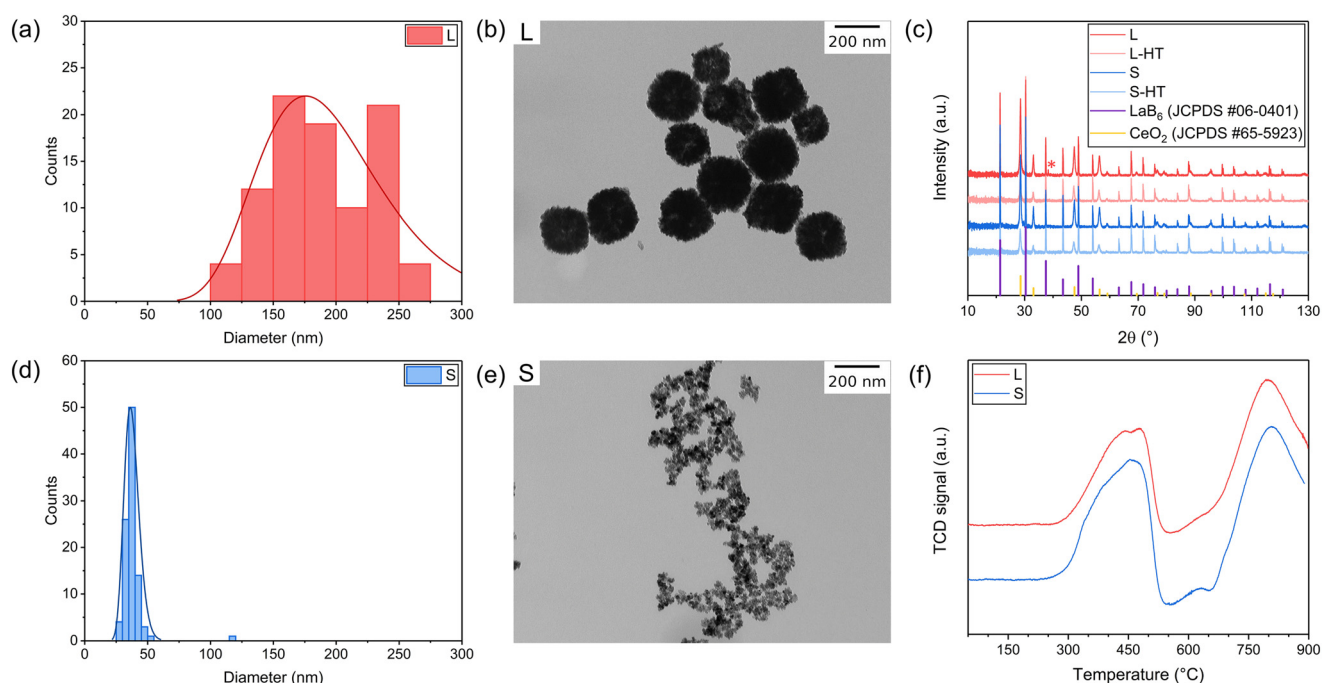 (a)
30
25
20
15
10
5
0
Counts
0
50
100
150
200
250
300
Diameter (nm)
L
(b)
L
200 nm
(c)
Intensity (a.u.)
L
L-HT
S
S-HT
LaB6 (JCPDS #06-0401)
CeO2 (JCPDS #65-5923)
*
10
30
50
70
90
110
130
2θ (°)
(d)
60
50
40
30
20
10
0
Counts
0
50
100
150
200
250
300
Diameter (nm)
S
(e)
S
200 nm
(f)
TCD signal (a.u.)
L
S
150
300
450
600
750
900
Temperature (°C)